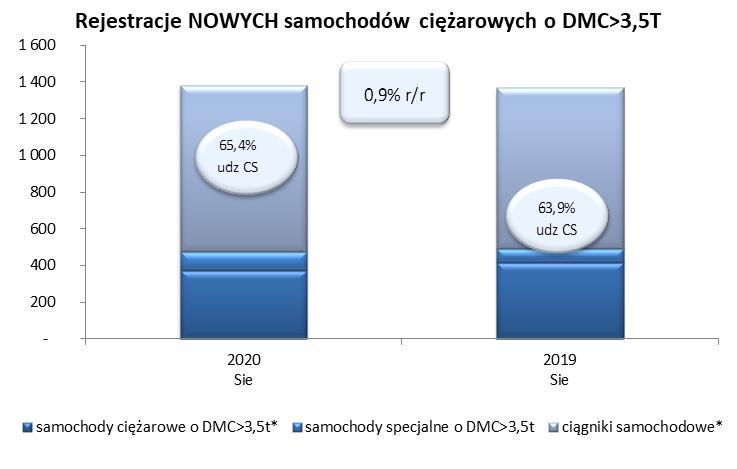 Rejestracje NOWYCH samochodów ciężarowych o DMC>3,5T
1 600
1 400
1 200
1 000
800
600
400
200
-
0,9% r/r
65,4%
udz CS
63,9%
udz CS
2020
Sie
2019
Sie
samochody ciężarowe o DMC>3,5t*
samochody specjalne o DMC>3,5t
ciągniki samochodowe*